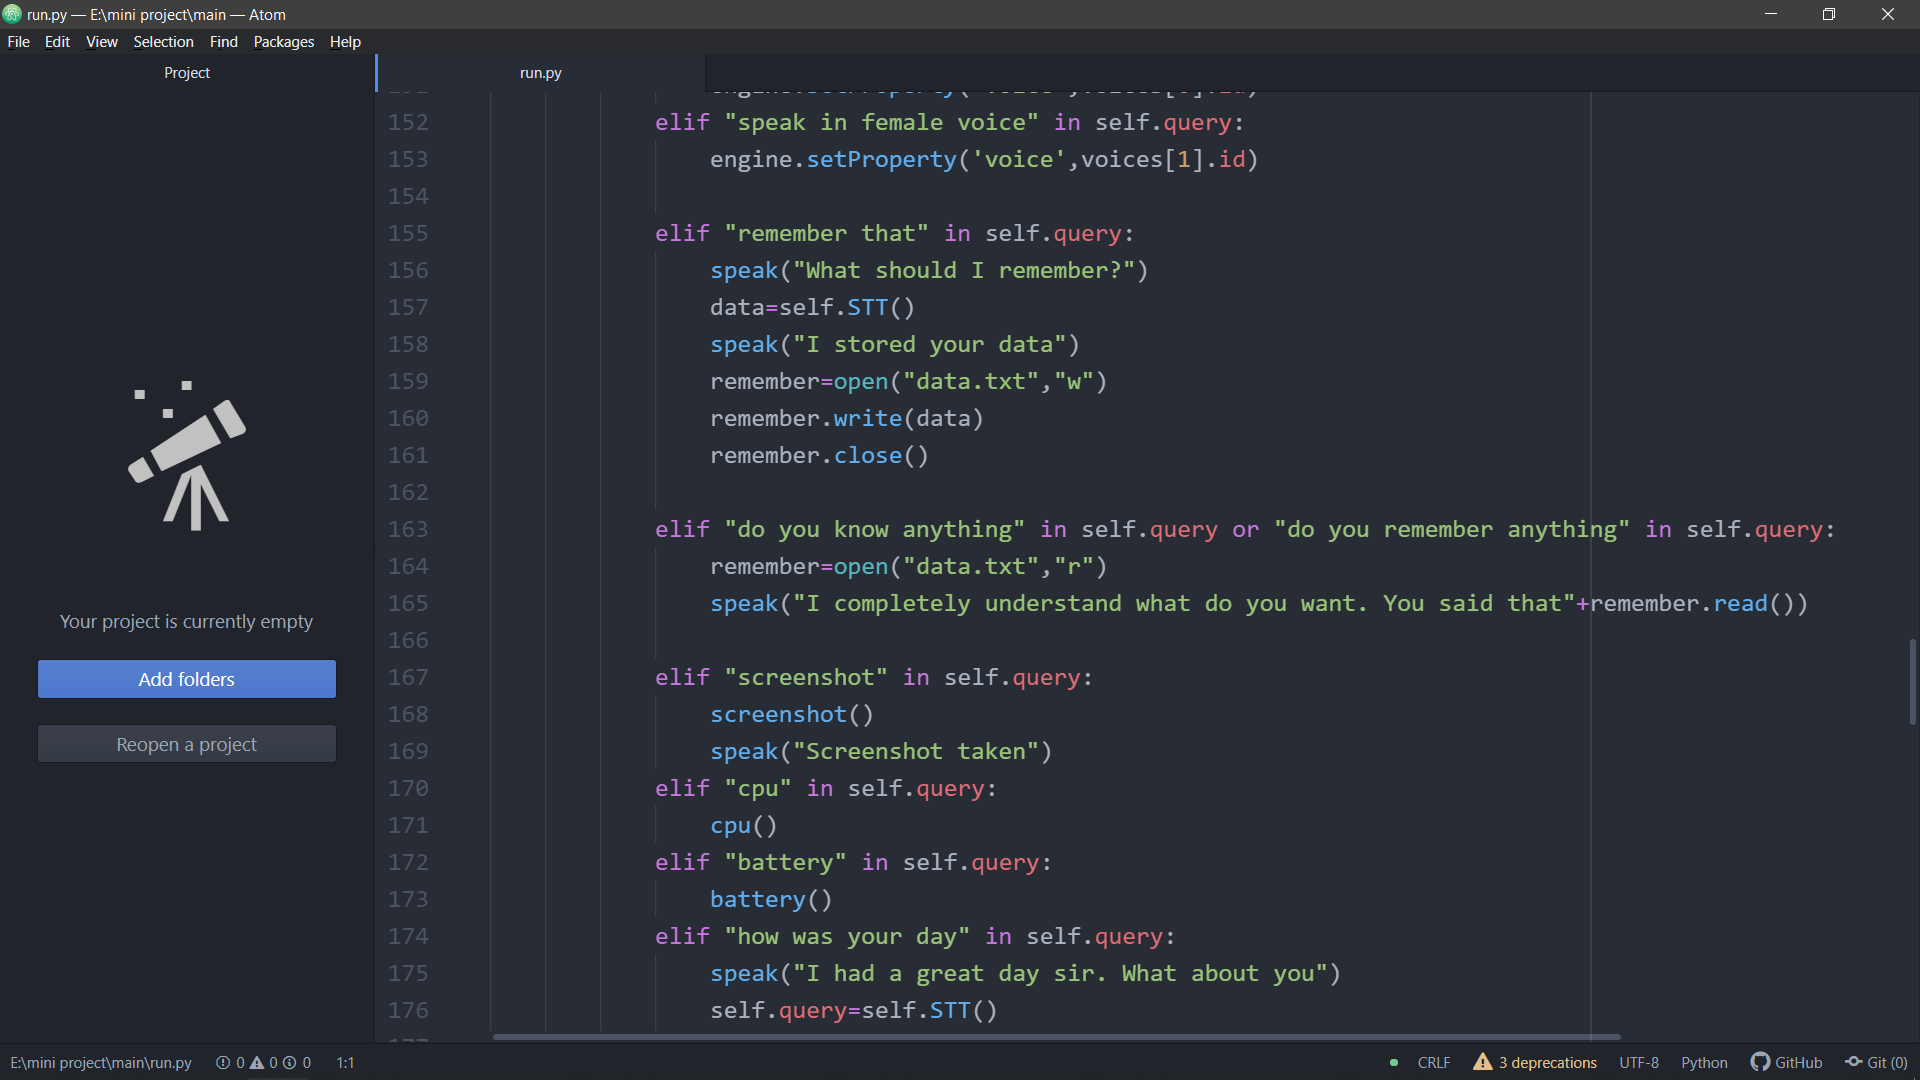 run.py — E:\mini project\main — Atom
File Edit View Selection Find Packages Help
Project
run.py
152 elif "speak in female voice" in self.query:
153 engine.setProperty('voice',voices[1].id)
154
155 elif "remember that" in self.query:
156 speak("What should I remember?")
157 data=self.STT()
158 speak("I stored your data")
159 remember=open("data.txt","w")
160 remember.write(data)
161 remember.close()
162
163 elif "do you know anything" in self.query or "do you remember anything" in self.query:
164 remember=open("data.txt","r")
165 speak("I completely understand what do you want. You said that"+remember.read())
166
167 elif "screenshot" in self.query:
168 screenshot()
169 speak("Screenshot taken")
170 elif "cpu" in self.query:
171 cpu()
172 elif "battery" in self.query:
173 battery()
174 elif "how was your day" in self.query:
175 speak("I had a great day sir. What about you")
176 self.query=self.STT()
Your project is currently empty
Add folders
Reopen a project
E:\mini project\main\run.py 0 0 0 1:1 CRLF 3 deprecations UTF-8 Python GitHub Git (0)